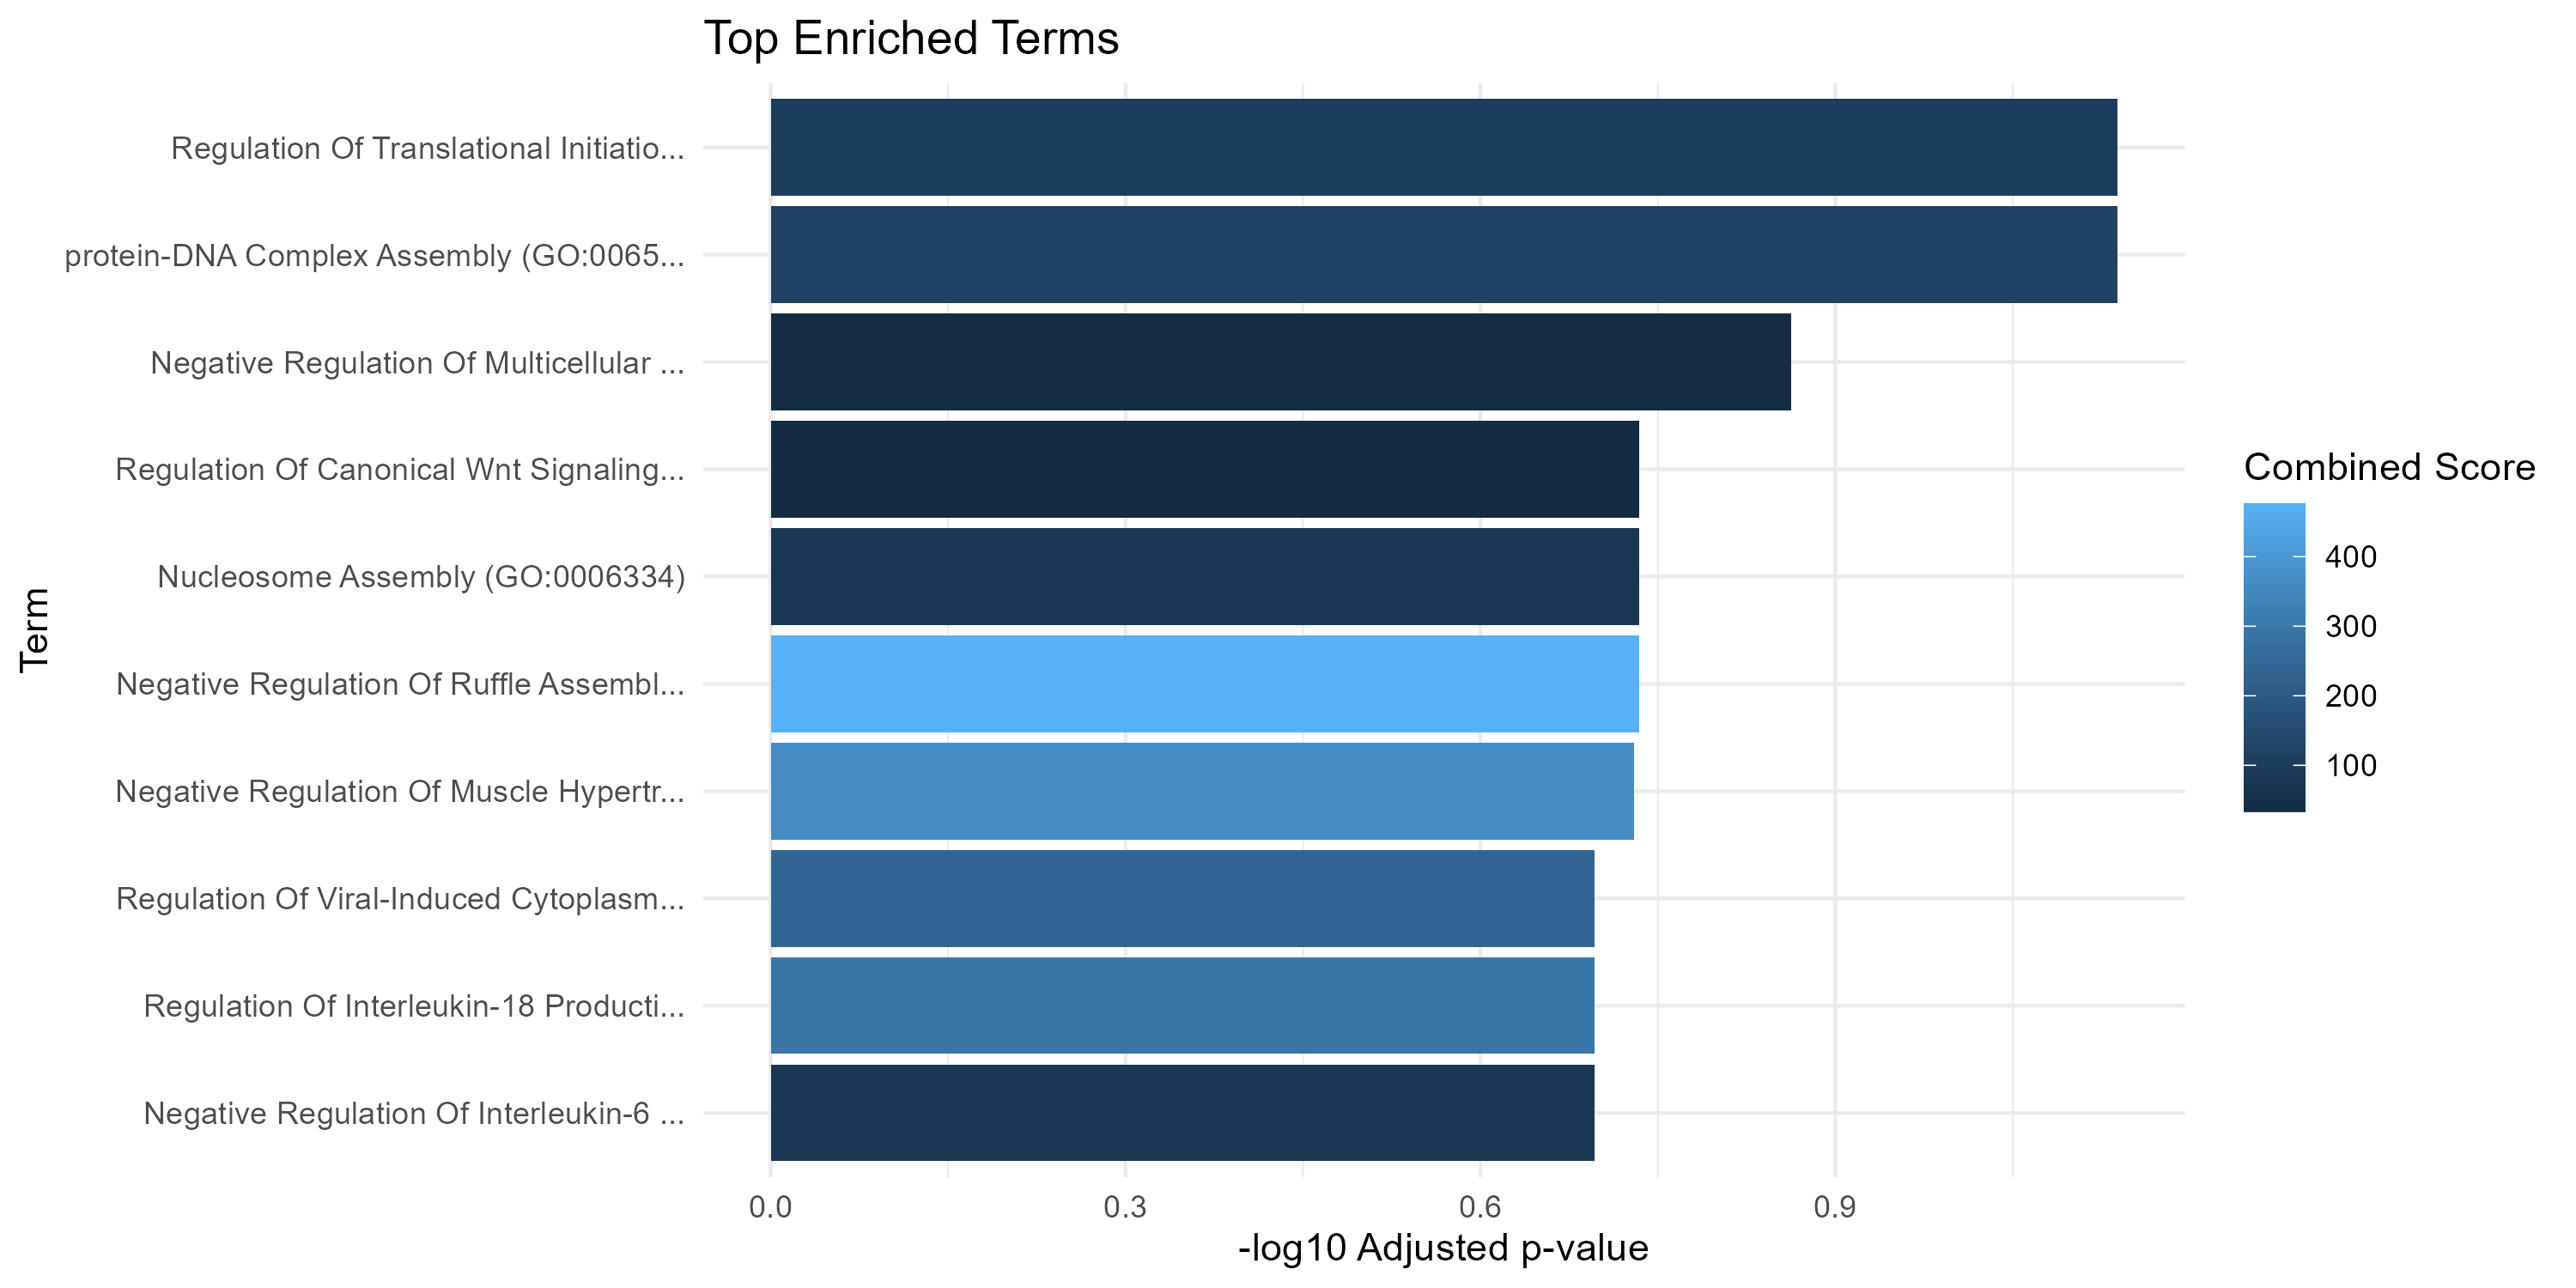 Top Enriched Terms
Regulation Of Translational Initiatio...
protein-DNA Complex Assembly (GO:0065...
Negative Regulation Of Multicellular ...
Regulation Of Canonical Wnt Signaling...
Nucleosome Assembly (GO:0006334)
Negative Regulation Of Ruffle Assembl...
Negative Regulation Of Muscle Hypertr...
Regulation Of Viral-Induced Cytoplasm...
Regulation Of Interleukin-18 Producti...
Negative Regulation Of Interleukin-6 ...
Term
0.0 0.3 0.6 0.9
-log10 Adjusted p-value
Combined Score
400
300
200
100